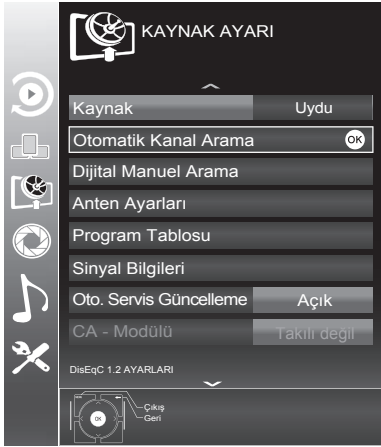 KAYNAK AYARI
Kaynak Uydu
Otomatik Kanal Arama OK
Dijital Manuel Arama
Anten Ayarları
Program Tablosu
Sinyal Bilgileri
Oto. Servis Güncelleme Açık
CA - Modülü Takılı değil
DisEqC 1.2 AYARLARI
Çıkış
OK Geri